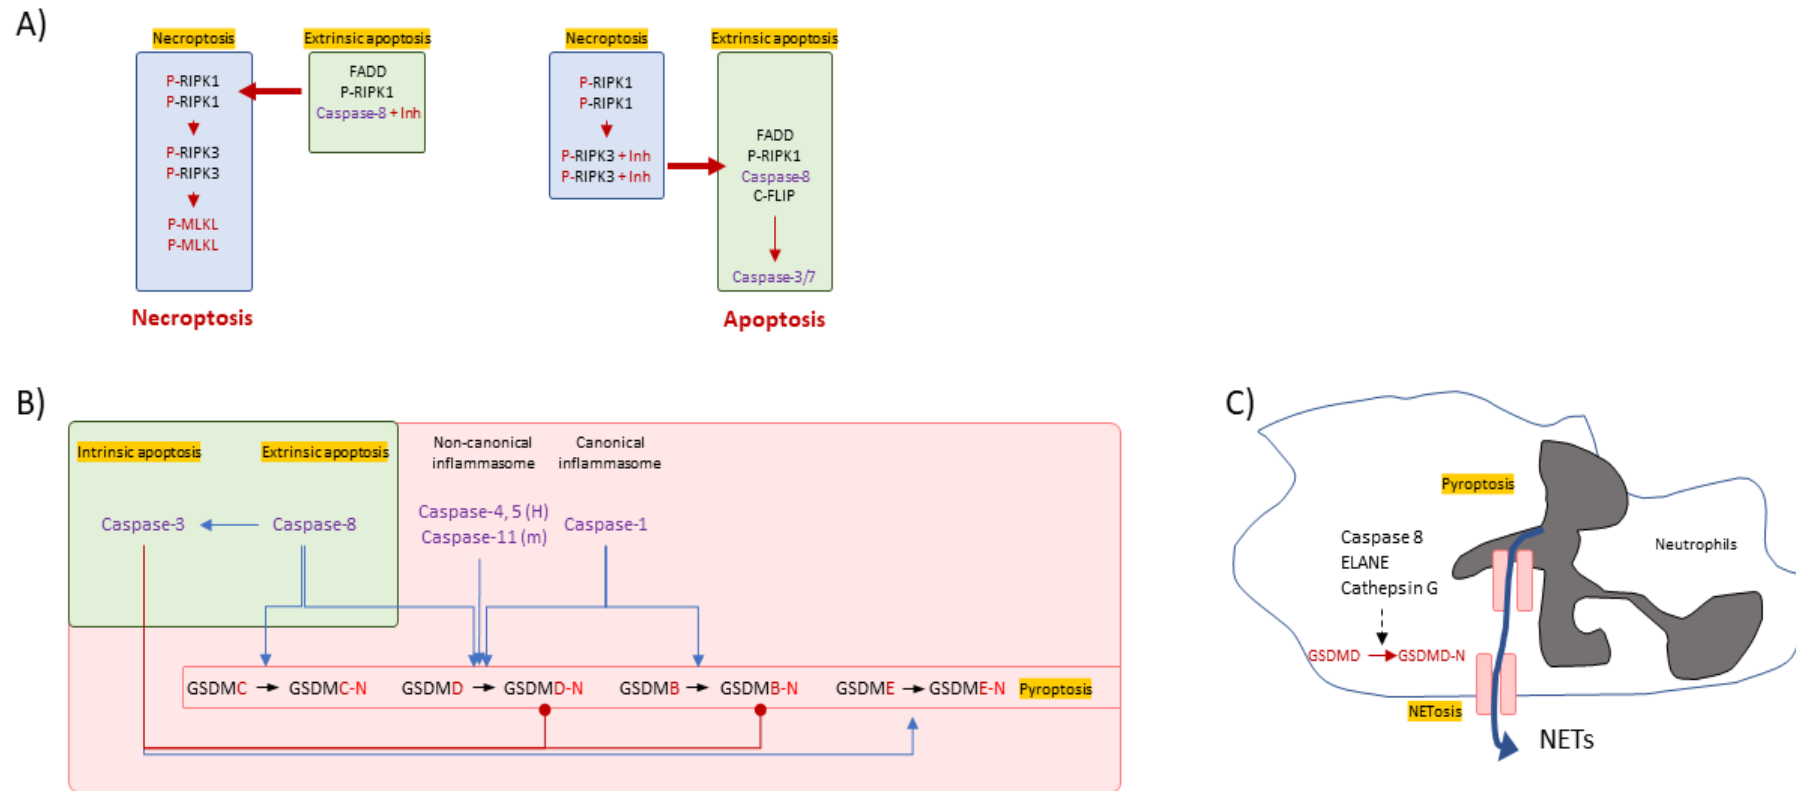 A)
Necroptosis
Extrinsic apoptosis
P-RIPK1
P-RIPK1
P-RIPK3
P-RIPK3
P-MLKL
P-MLKL
FADD
P-RIPK1
Caspase-8 + Inh
Necroptosis
Necroptosis
Extrinsic apoptosis
P-RIPK1
P-RIPK1
P-RIPK3 + Inh
P-RIPK3 + Inh
FADD
P-RIPK1
Caspase-8
C-FLIP
Caspase-3/7
Apoptosis
B)
Intrinsic apoptosis
Extrinsic apoptosis
Non-canonical
inflammasome
Canonical
inflammasome
Caspase-3
Caspase-8
Caspase-4, 5 (H)
Caspase-11 (m)
Caspase-1
GSDMC
GSDMC-N
GSDMD
GSDMD-N
GSDMB
GSDMB-N
GSDME
GSDME-N
Pyroptosis
C)
Pyroptosis
Caspase 8
ELANE
Cathepsin G
Neutrophils
GSDMD
GSDMD-N
NETosis
NETs